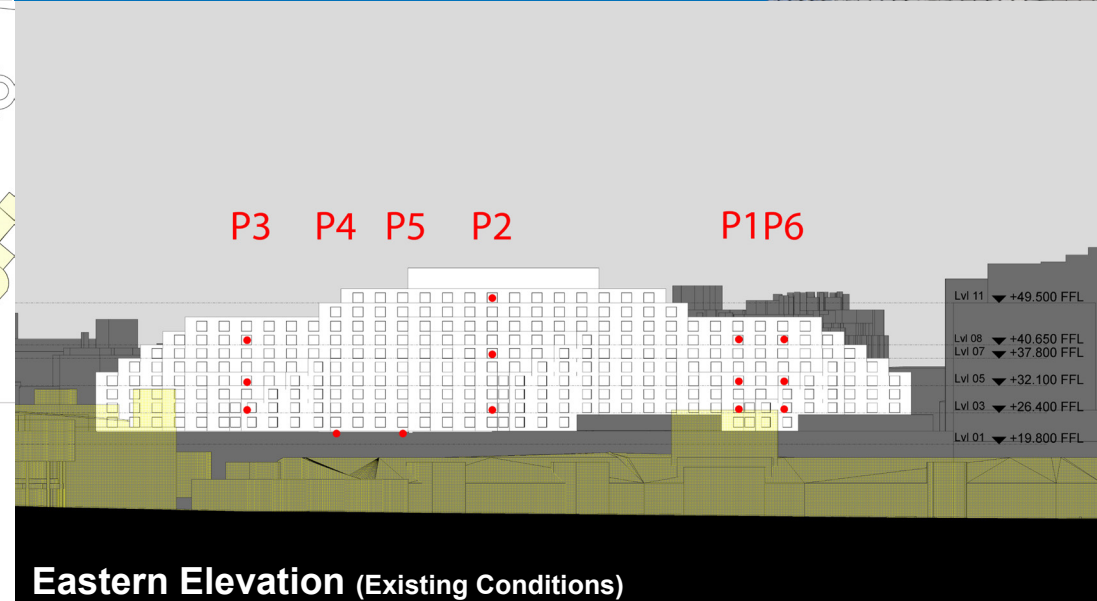 P3 P4 P5 P2 P1 P6
Lvl 11 +49.500 FFL
Lvl 08 +40.650 FFL
Lvl 07 +37.800 FFL
Lvl 05 +32.100 FFL
Lvl 03 +26.400 FFL
Lvl 01 +19.800 FFL
Eastern Elevation (Existing Conditions)